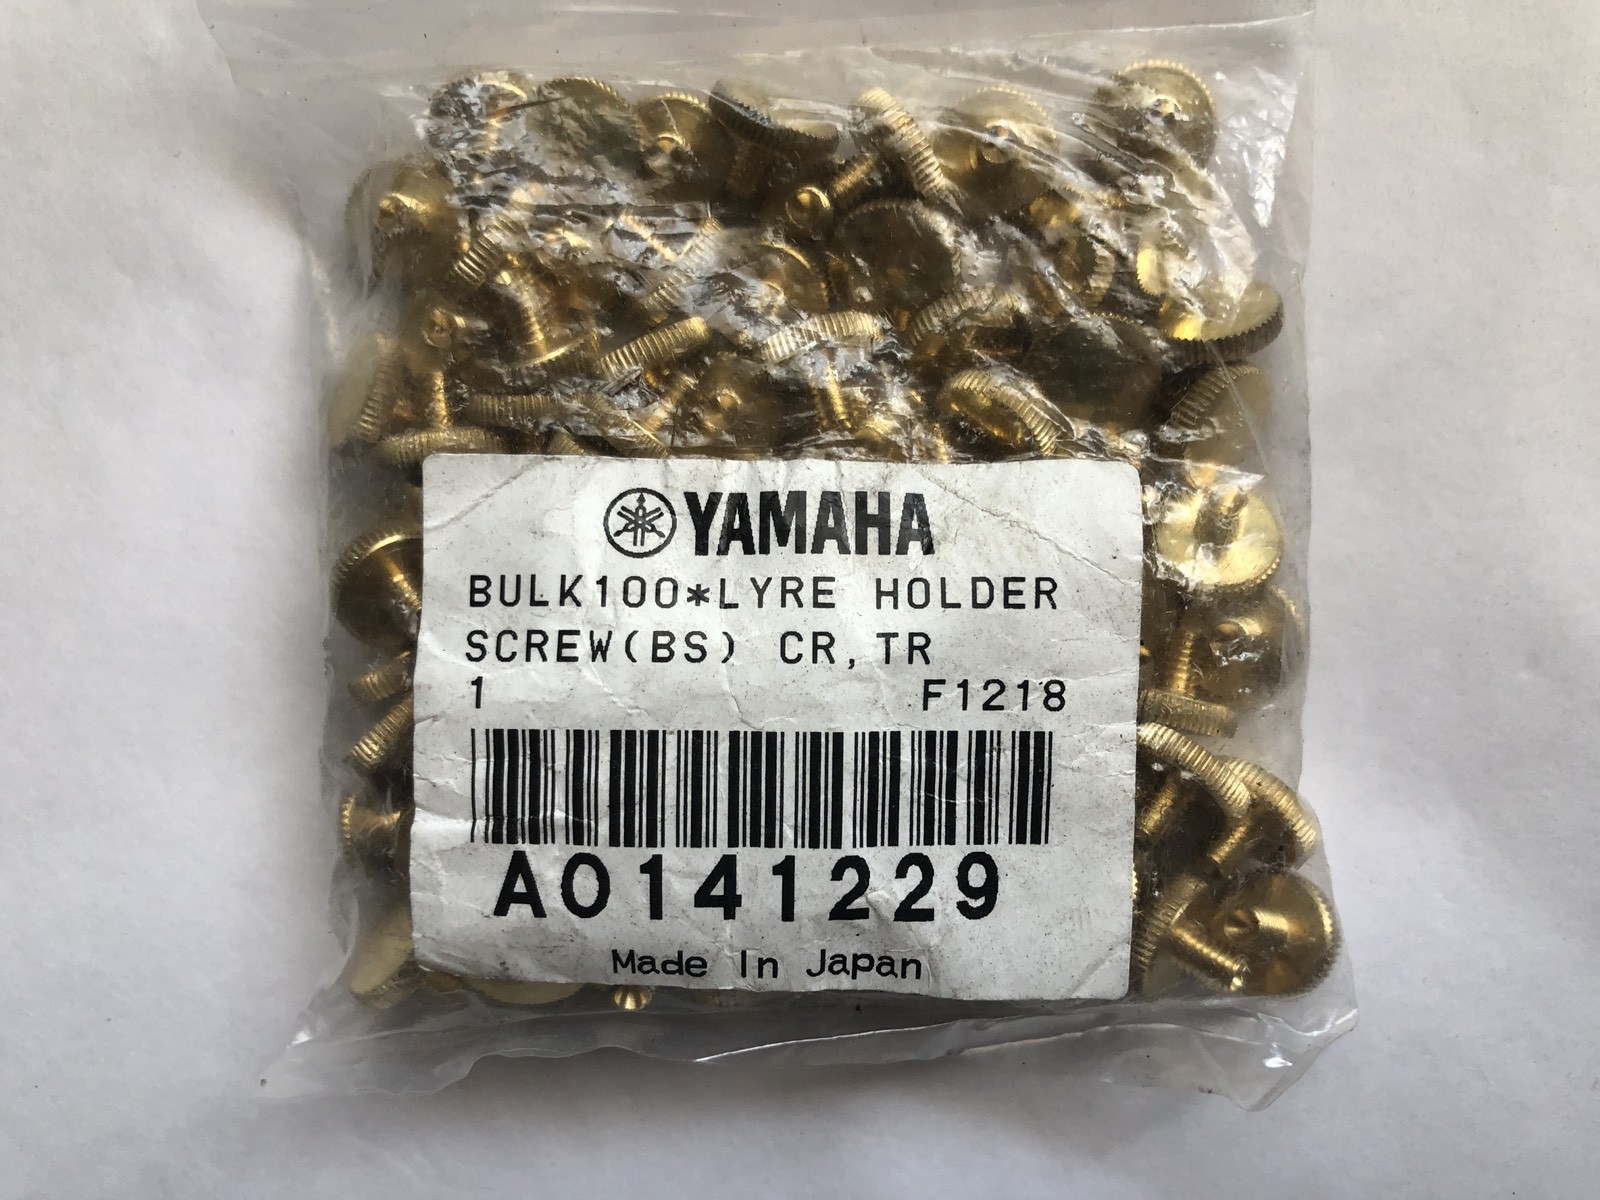 YAMAHA
BULK100*LYRE HOLDER
SCREW(BS) CR,TR
1 F1218
A0141229
Made In Japan